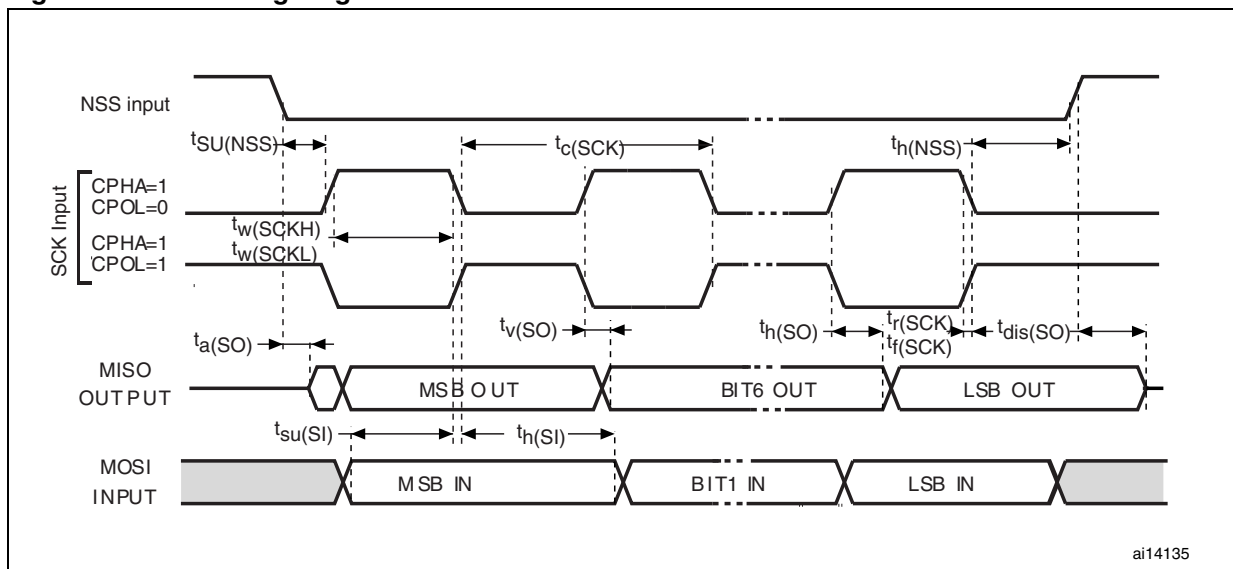 NSS input
tSU(NSS)
tc(SCK)
th(NSS)
SCK Input
CPHA=1
CPOL=0
CPHA=1
CPOL=1
tw(SCKH)
tw(SCKL)
ta(SO)
tv(SO)
th(SO)
tr(SCK)
tf(SCK)
tdis(SO)
MISO
OUTPUT
MSB OUT
BIT6 OUT
LSB OUT
tsu(SI)
th(SI)
MOSI
INPUT
MSB IN
BIT1 IN
LSB IN
ai14135